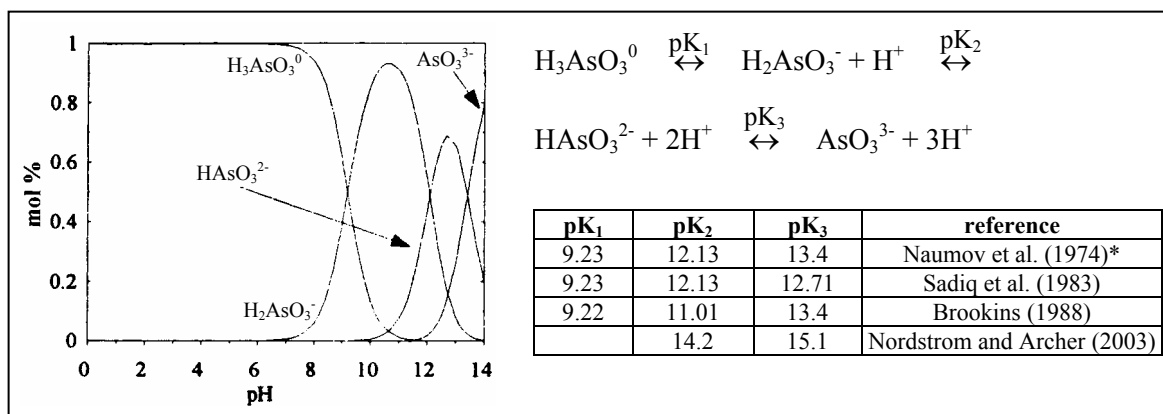 1
0.8
0.6
0.4
0.2
0
mol %
0 2 4 6 8 10 12 14
pH
H₃AsO₃⁰
AsO₃³⁻
HAsO₃²⁻
H₂AsO₃⁻
H₃AsO₃⁰ pK₁ ↔ H₂AsO₃⁻ + H⁺ pK₂ ↔
HAsO₃²⁻ + 2H⁺ pK₃ ↔ AsO₃³⁻ + 3H⁺
pK₁ pK₂ pK₃ reference
9.23 12.13 13.4 Naumov et al. (1974)*
9.23 12.13 12.71 Sadiq et al. (1983)
9.22 11.01 13.4 Brookins (1988)
14.2 15.1 Nordstrom and Archer (2003)